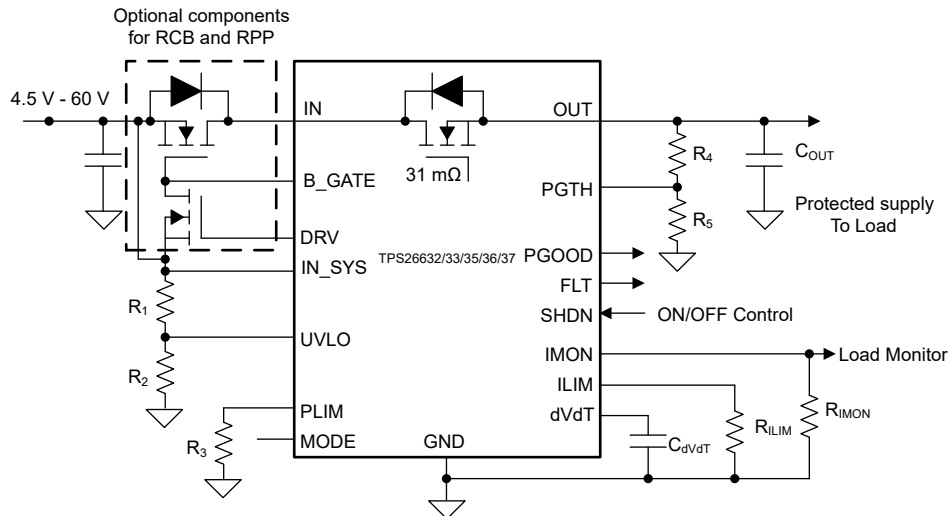 Optional components
for RCB and RPP
4.5 V - 60 V
IN
OUT
31 mΩ
B_GATE
DRV
IN_SYS
UVLO
PLIM
MODE
GND
TPS26632/33/35/36/37
PGTH
PGOOD
FLT
SHDN
IMON
ILIM
dVdT
R1
R2
R3
R4
R5
COUT
Protected supply
To Load
ON/OFF Control
Load Monitor
CdVdT
RILIM
RIMON